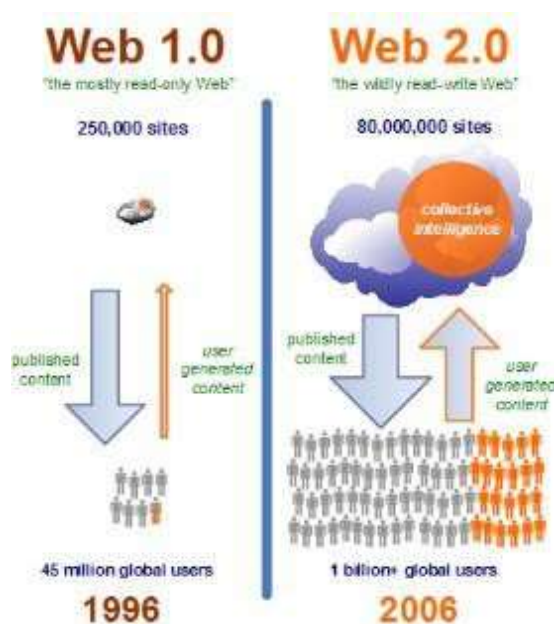 Web 1.0
"the mostly read-only Web"
250,000 sites
published
content
user
generated
content
45 million global users
1996
Web 2.0
"the wildly read-write Web"
80,000,000 sites
collective
intelligence
published
content
user
generated
content
1 billion+ global users
2006